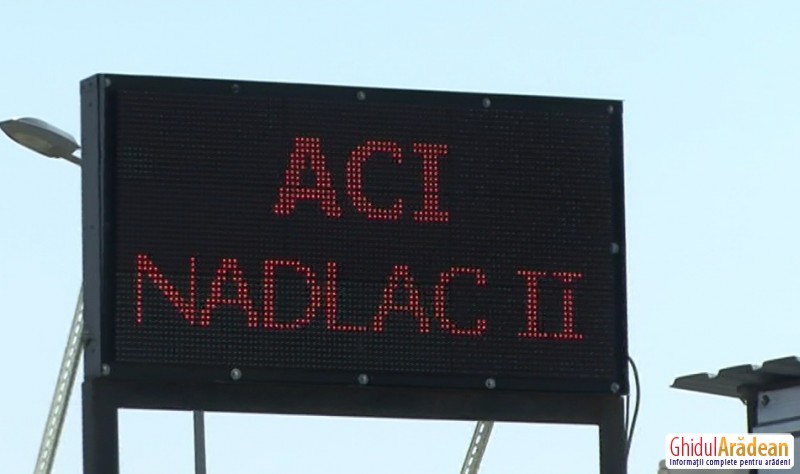 ACI
NADLAC II
GhidulArădean
informații complete pentru arădeni